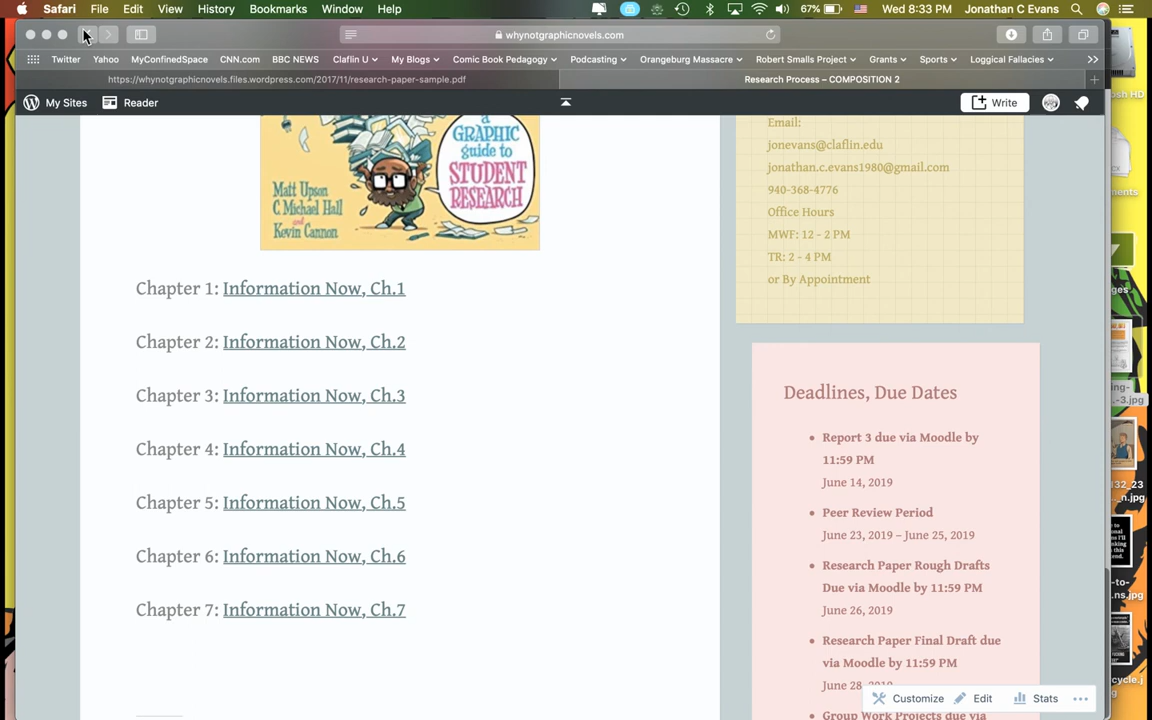 Safari File Edit View History Bookmarks Window Help 67% Wed 8:33 PM Jonathan C Evans
whynotgraphicnovels.com
Twitter Yahoo MyConfinedSpace CNN.com BBC NEWS Claflin U My Blogs Comic Book Pedagogy Podcasting Orangeburg Massacre Robert Smalls Project Grants Sports Loggical Fallacies
https://whynotgraphicnovels.files.wordpress.com/2017/11/research-paper-sample.pdf Research Process – COMPOSITION 2
My Sites Reader Write
a
GRAPHIC
guide to
STUDENT
RESEARCH
Matt Upson
C. Michael Hall
and
Kevin Cannon
Chapter 1: Information Now, Ch.1
Chapter 2: Information Now, Ch.2
Chapter 3: Information Now, Ch.3
Chapter 4: Information Now, Ch.4
Chapter 5: Information Now, Ch.5
Chapter 6: Information Now, Ch.6
Chapter 7: Information Now, Ch.7
Email:
jonevans@claflin.edu
jonathan.c.evans1980@gmail.com
940-368-4776
Office Hours
MWF: 12 - 2 PM
TR: 2 - 4 PM
or By Appointment
Deadlines, Due Dates
Report 3 due via Moodle by
11:59 PM
June 14, 2019
Peer Review Period
June 23, 2019 – June 25, 2019
Research Paper Rough Drafts
Due via Moodle by 11:59 PM
June 26, 2019
Research Paper Final Draft due
via Moodle by 11:59 PM
June 28, 2019
Group Work Projects due via
Customize Edit Stats